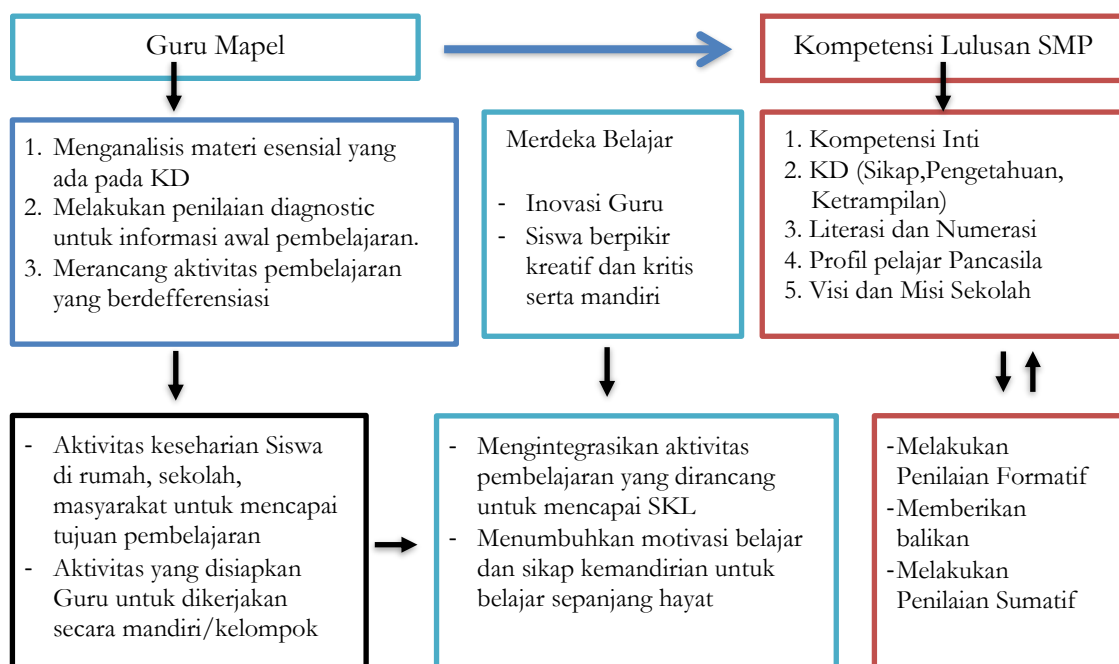 Guru Mapel
Kompetensi Lulusan SMP
1. Menganalisis materi esensial yang
ada pada KD
2. Melakukan penilaian diagnostic
untuk informasi awal pembelajaran.
3. Merancang aktivitas pembelajaran
yang berdefferensiasi
Merdeka Belajar
- Inovasi Guru
- Siswa berpikir
kreatif dan kritis
serta mandiri
1. Kompetensi Inti
2. KD (Sikap,Pengetahuan,
Ketrampilan)
3. Literasi dan Numerasi
4. Profil pelajar Pancasila
5. Visi dan Misi Sekolah
- Aktivitas keseharian Siswa
di rumah, sekolah,
masyarakat untuk mencapai
tujuan pembelajaran
- Aktivitas yang disiapkan
Guru untuk dikerjakan
secara mandiri/kelompok
- Mengintegrasikan aktivitas
pembelajaran yang dirancang
untuk mencapai SKL
- Menumbuhkan motivasi belajar
dan sikap kemandirian untuk
belajar sepanjang hayat
-Melakukan
Penilaian Formatif
-Memberikan
balikan
-Melakukan
Penilaian Sumatif